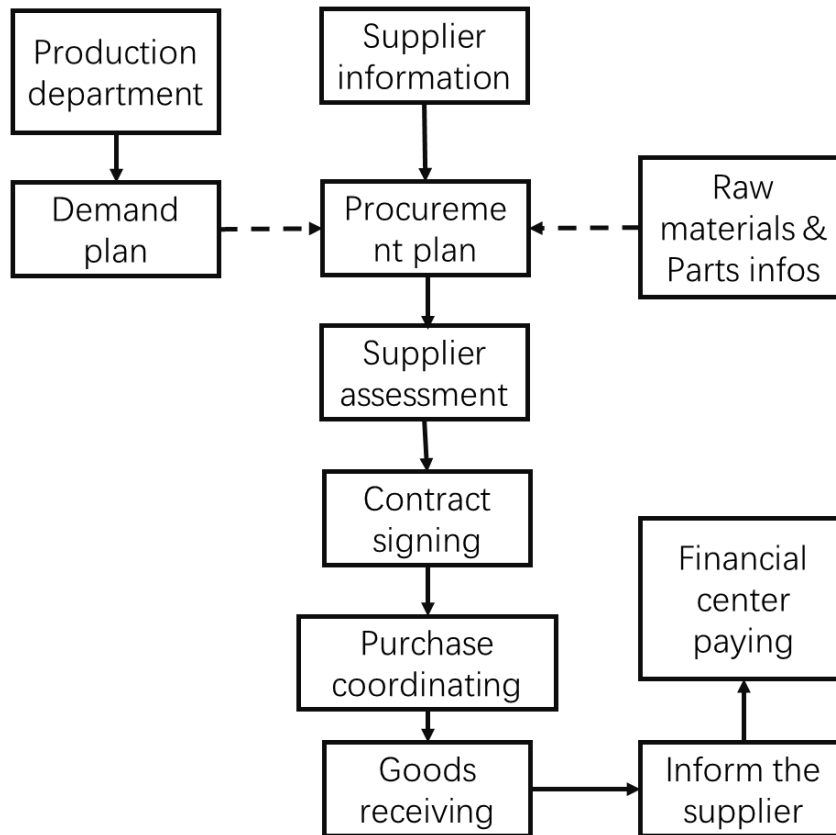 Production
department
Supplier
information
Demand
plan
Procureme
nt plan
Raw
materials &
Parts infos
Supplier
assessment
Contract
signing
Financial
center
paying
Purchase
coordinating
Goods
receiving
Inform the
supplier